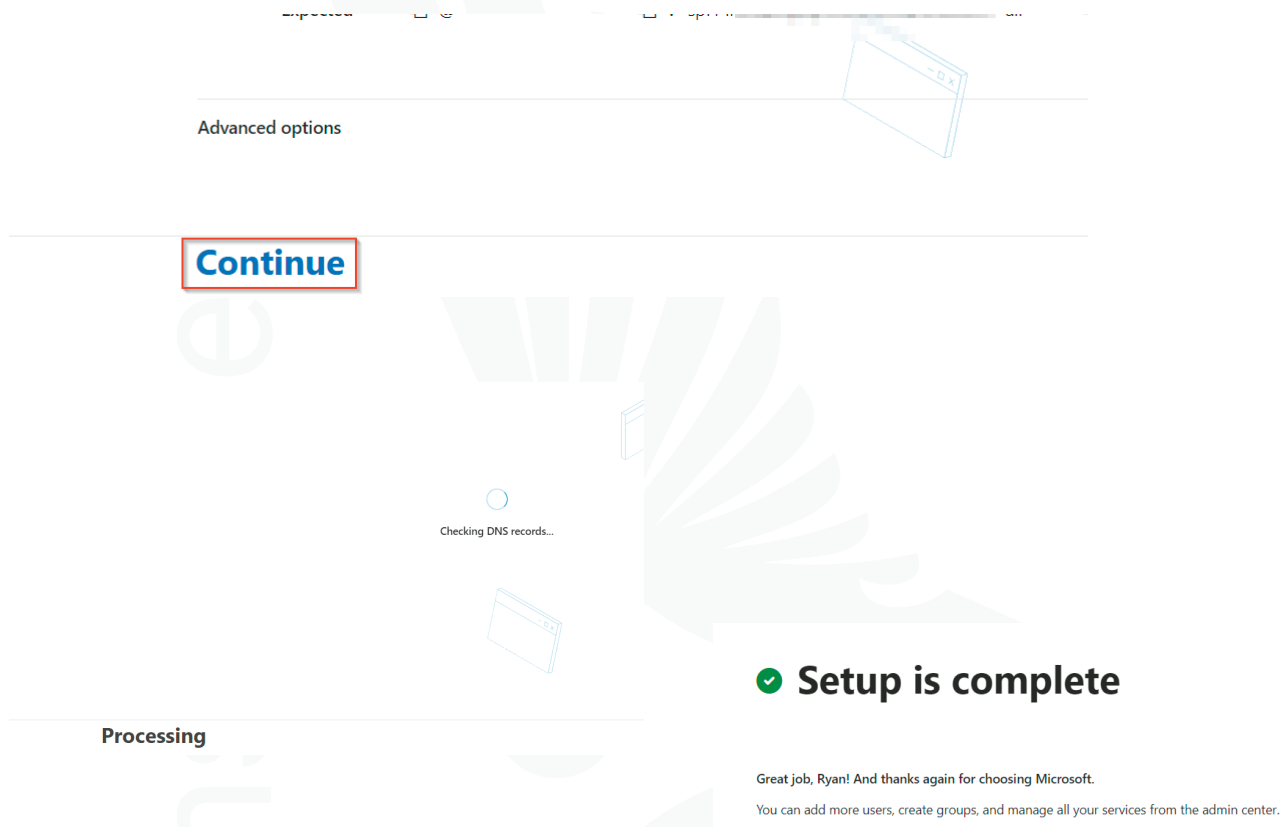 Expected @
Advanced options
Continue
Checking DNS records...
Processing
Setup is complete
Great job, Ryan! And thanks again for choosing Microsoft.
You can add more users, create groups, and manage all your services from the admin center.